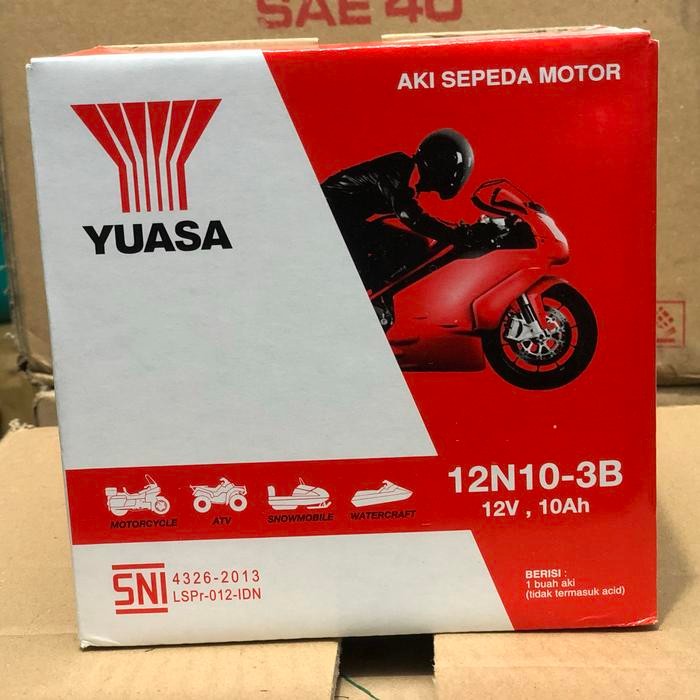 SAE 40
AKI SEPEDA MOTOR
YUASA
12N10-3B
12V , 10Ah
MOTORCYCLE
ATV
SNOWMOBILE
WATERCRAFT
SNI
4326-2013
LSPr-012-IDN
BERISI :
1 buah aki
(tidak termasuk acid)